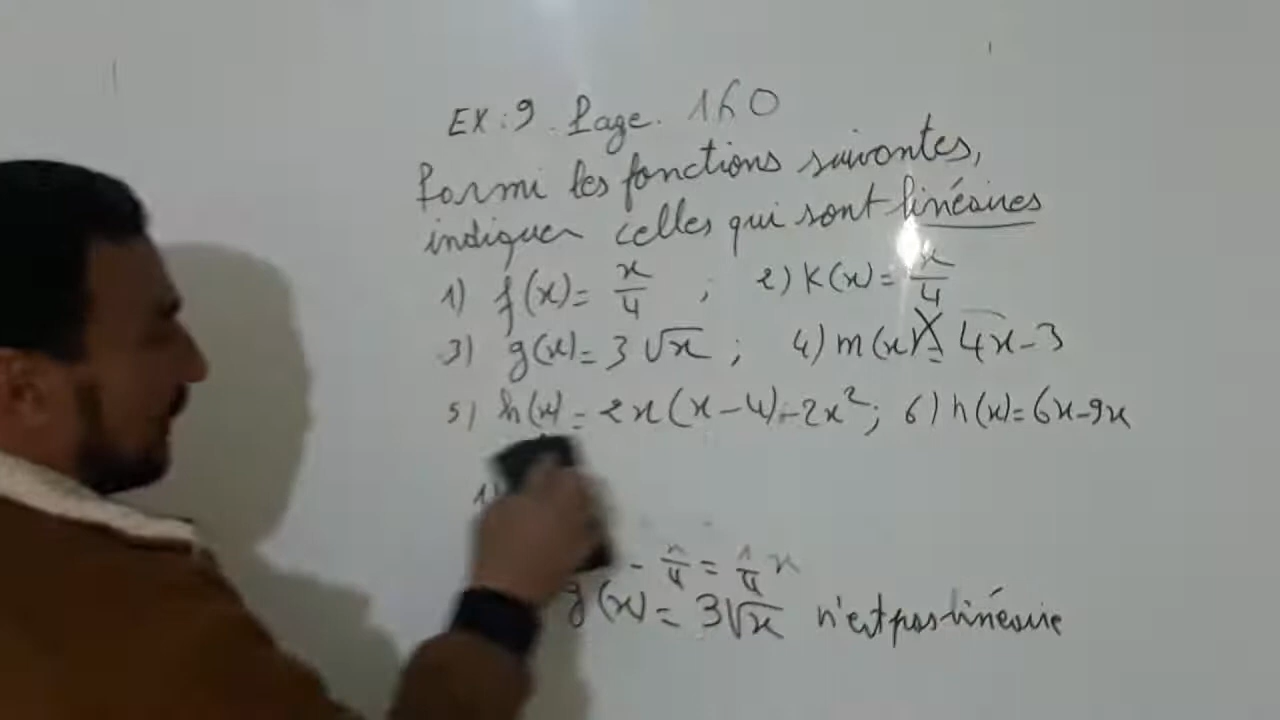 EX:9. Page. 160
Parmi les fonctions suivantes,
indiquer celles qui sont linéaires
1) f(x)= x/4 ; 2) K(x)= x/4
3) g(x)= 3√x ; 4) m(x)= 4x-3
5) h(x)= 2x(x-4)-2x²; 6) h(x)=6x-9x
1)
- x/4 = 1/4 x
g(x)= 3√x n'est pas linéaire